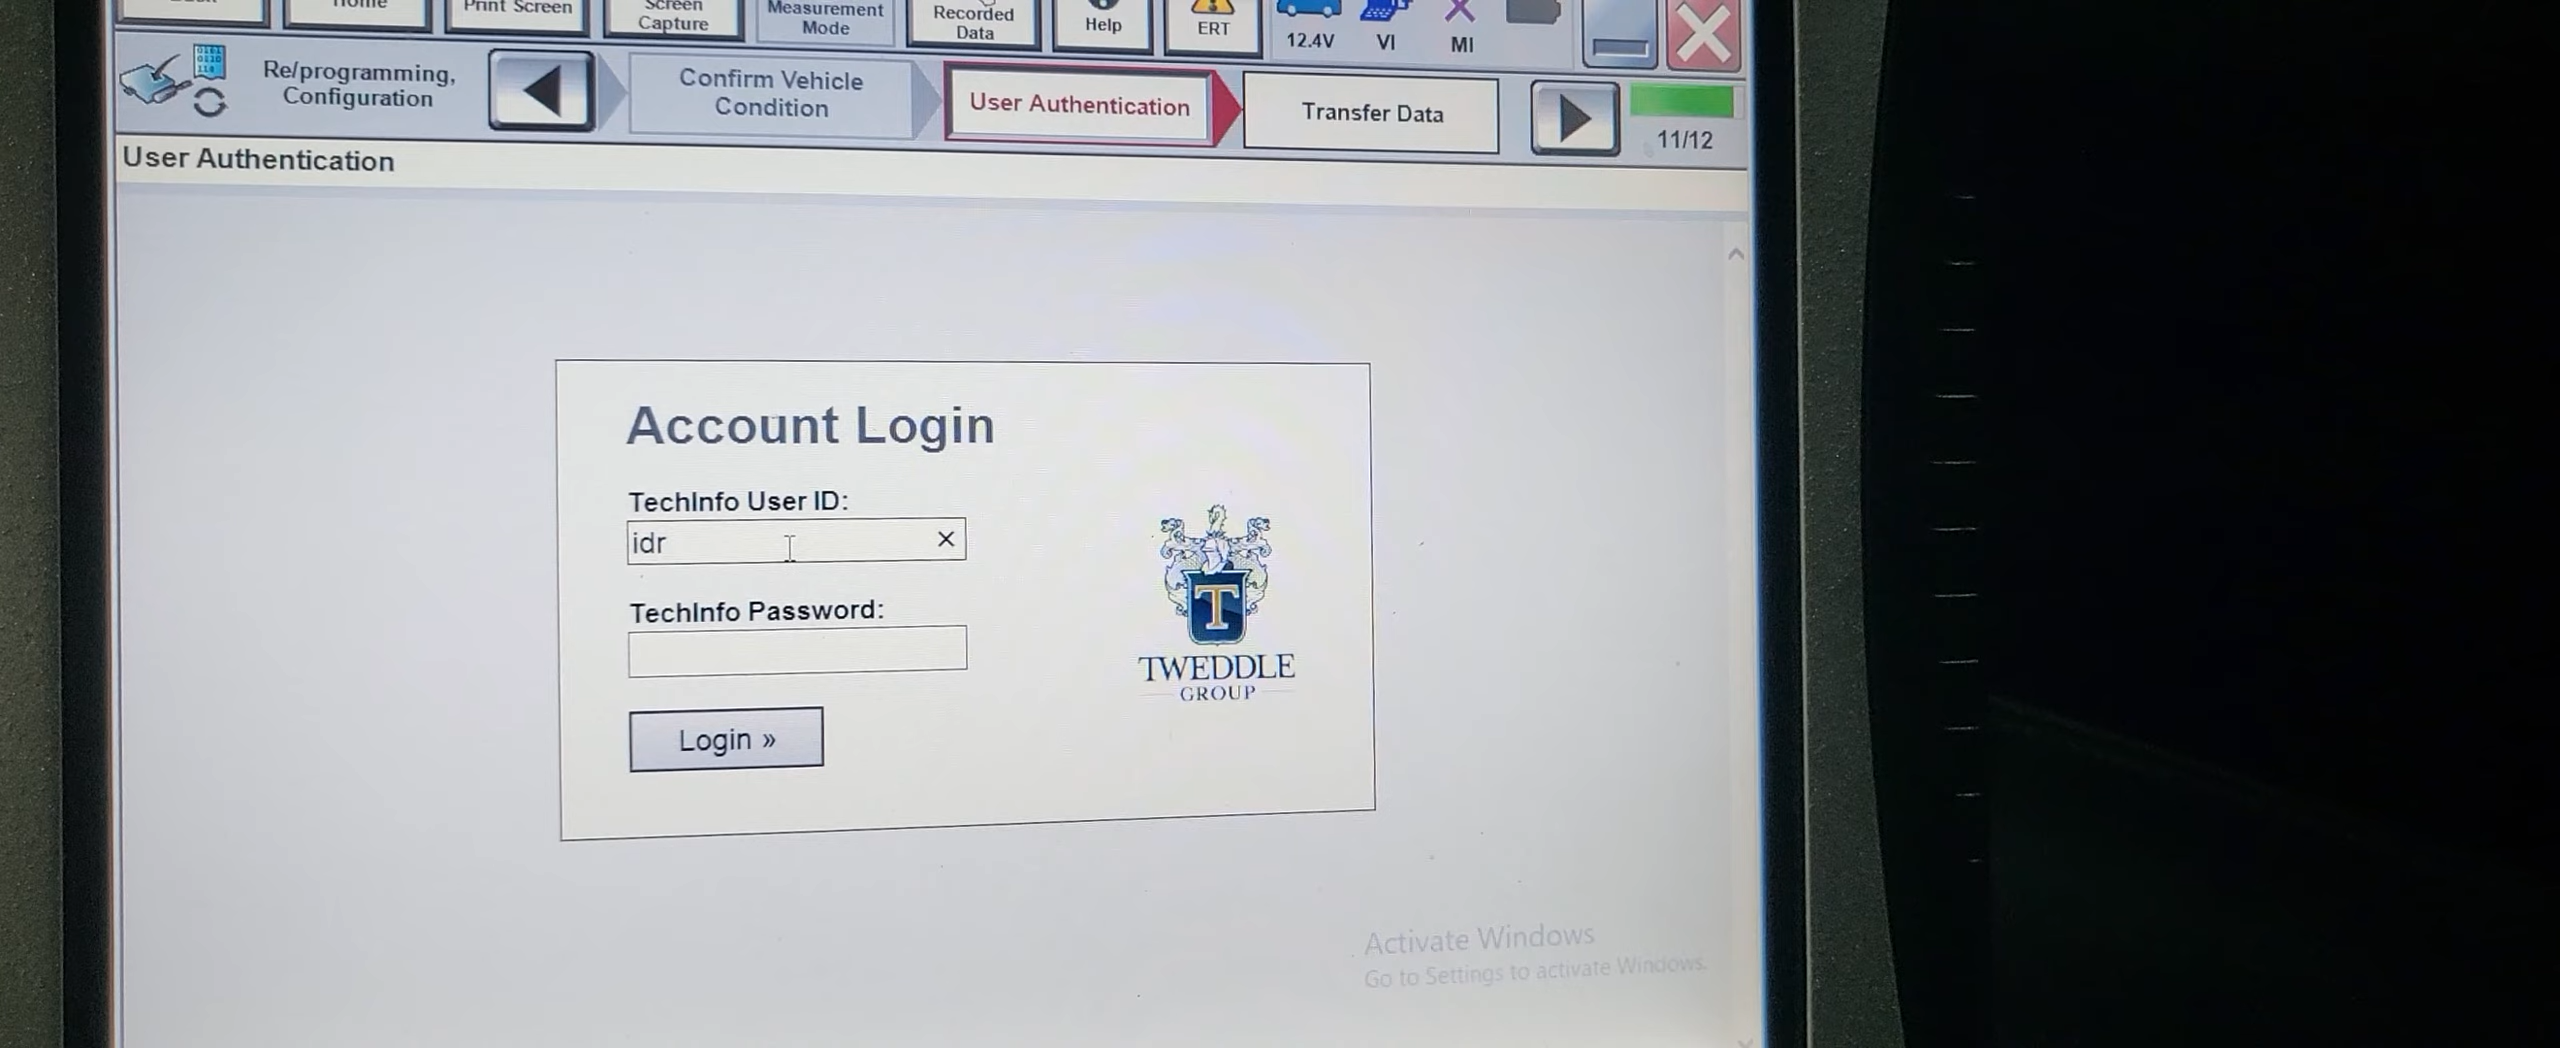 Home
Print Screen
Screen
Capture
Measurement
Mode
Recorded
Data
Help
ERT
12.4V
VI
MI
Re/programming,
Configuration
Confirm Vehicle
Condition
User Authentication
Transfer Data
11/12
User Authentication
Account Login
TechInfo User ID:
idr
TechInfo Password:
Login »
T
TWEDDLE
GROUP
Activate Windows
Go to Settings to activate Windows.